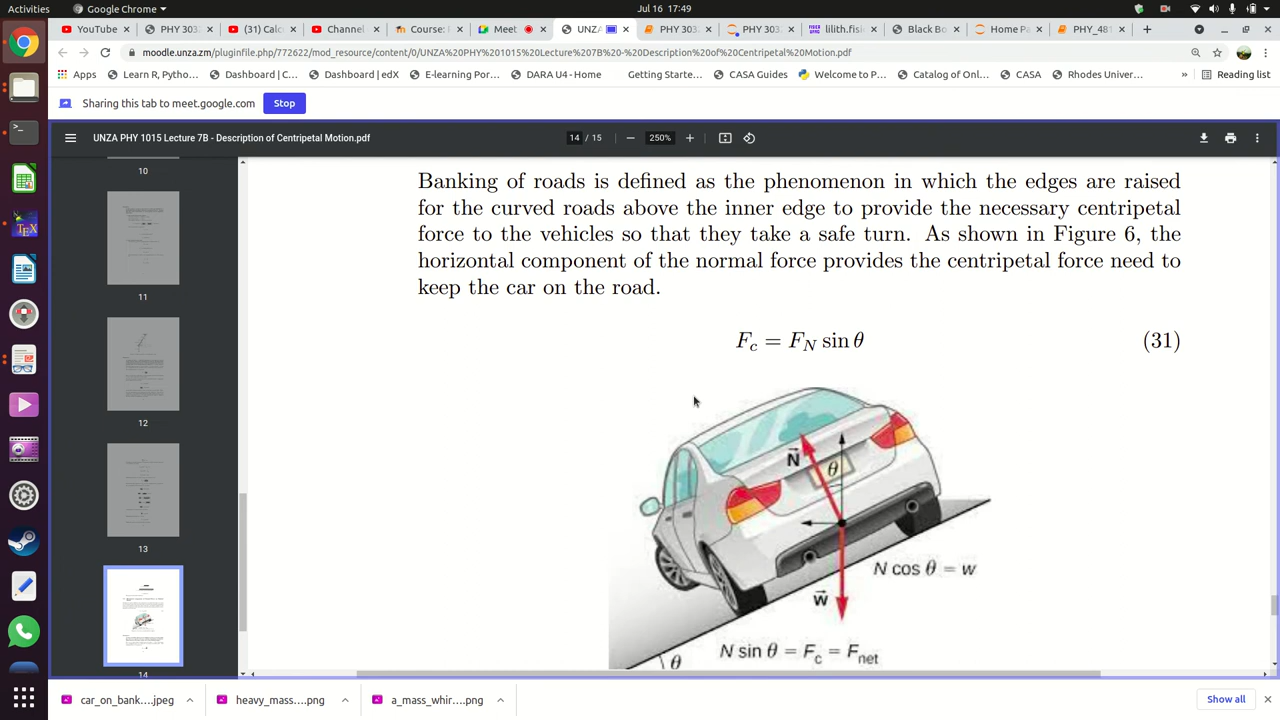 Activities
Google Chrome
Jul 16 17:49
YouTube
PHY 303
(31) Calc
Channel
Course:
Meet
UNZA
PHY 303
PHY 303
lilith.fisi
Black Bo
Home Pa
PHY_481
moodle.unza.zm/pluginfile.php/772622/mod_resource/content/0/UNZA%20PHY%201015%20Lecture%207B%20-%20Description%20of%20Centripetal%20Motion.pdf
Apps
Learn R, Pytho...
Dashboard | C...
Dashboard | edX
E-learning Por...
DARA U4 - Home
Getting Starte...
CASA Guides
Welcome to P...
Catalog of Onl...
CASA
Rhodes Univer...
»
Reading list
Sharing this tab to meet.google.com
Stop
UNZA PHY 1015 Lecture 7B - Description of Centripetal Motion.pdf
14 / 15
250%
10
11
12
13
14
Banking of roads is defined as the phenomenon in which the edges are raised
for the curved roads above the inner edge to provide the necessary centripetal
force to the vehicles so that they take a safe turn. As shown in Figure 6, the
horizontal component of the normal force provides the centripetal force need to
keep the car on the road.
F_c = F_N sin θ (31)
N⃗
θ
N cos θ = w
w⃗
N sin θ = F_c = F_net
θ
car_on_bank....jpeg
heavy_mass....png
a_mass_whir....png
Show all